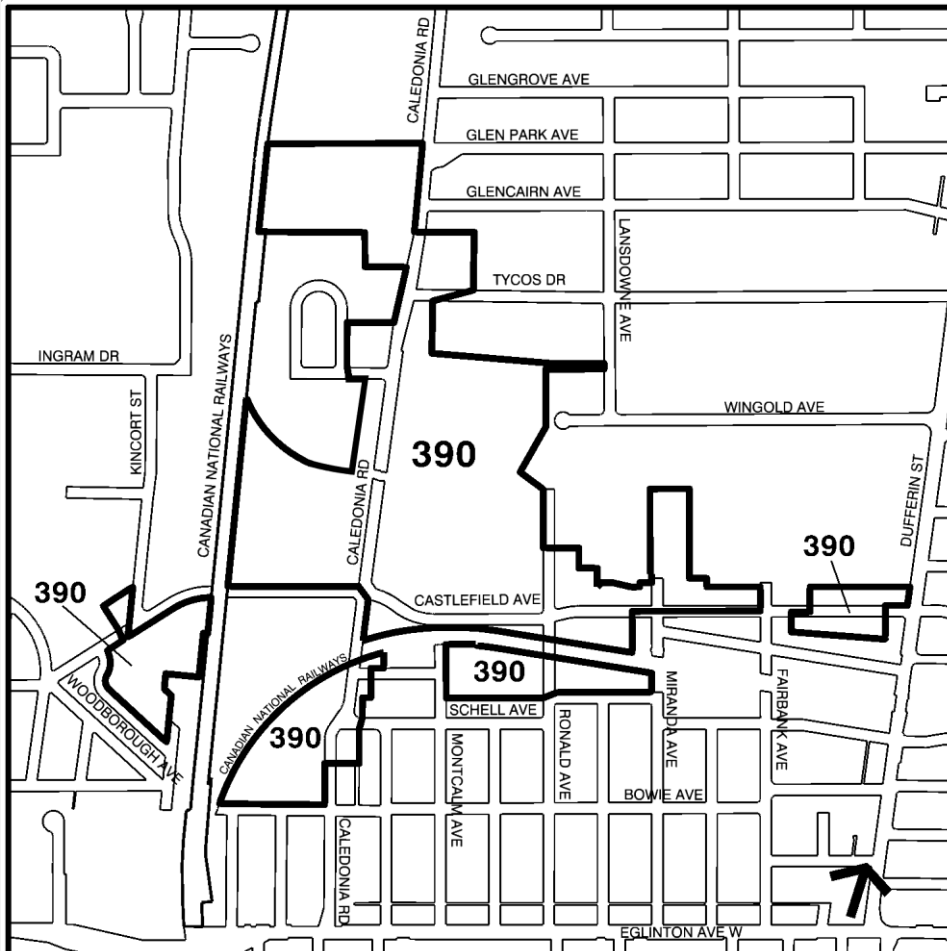 CALEDONIA RD
GLENGROVE AVE
GLEN PARK AVE
GLENCAIRN AVE
LANSDOWNE AVE
TYCOS DR
INGRAM DR
KINCORT ST
CANADIAN NATIONAL RAILWAYS
WINGOLD AVE
390
CALEDONIA RD
DUFFERIN ST
390
390
CASTLEFIELD AVE
WOODBOROUGH AVE
CANADIAN NATIONAL RAILWAYS
390
390
SCHELL AVE
MONTCALM AVE
RONALD AVE
MIRANDA AVE
FAIRBANK AVE
BOWIE AVE
CALEDONIA RD
EGLINTON AVE W